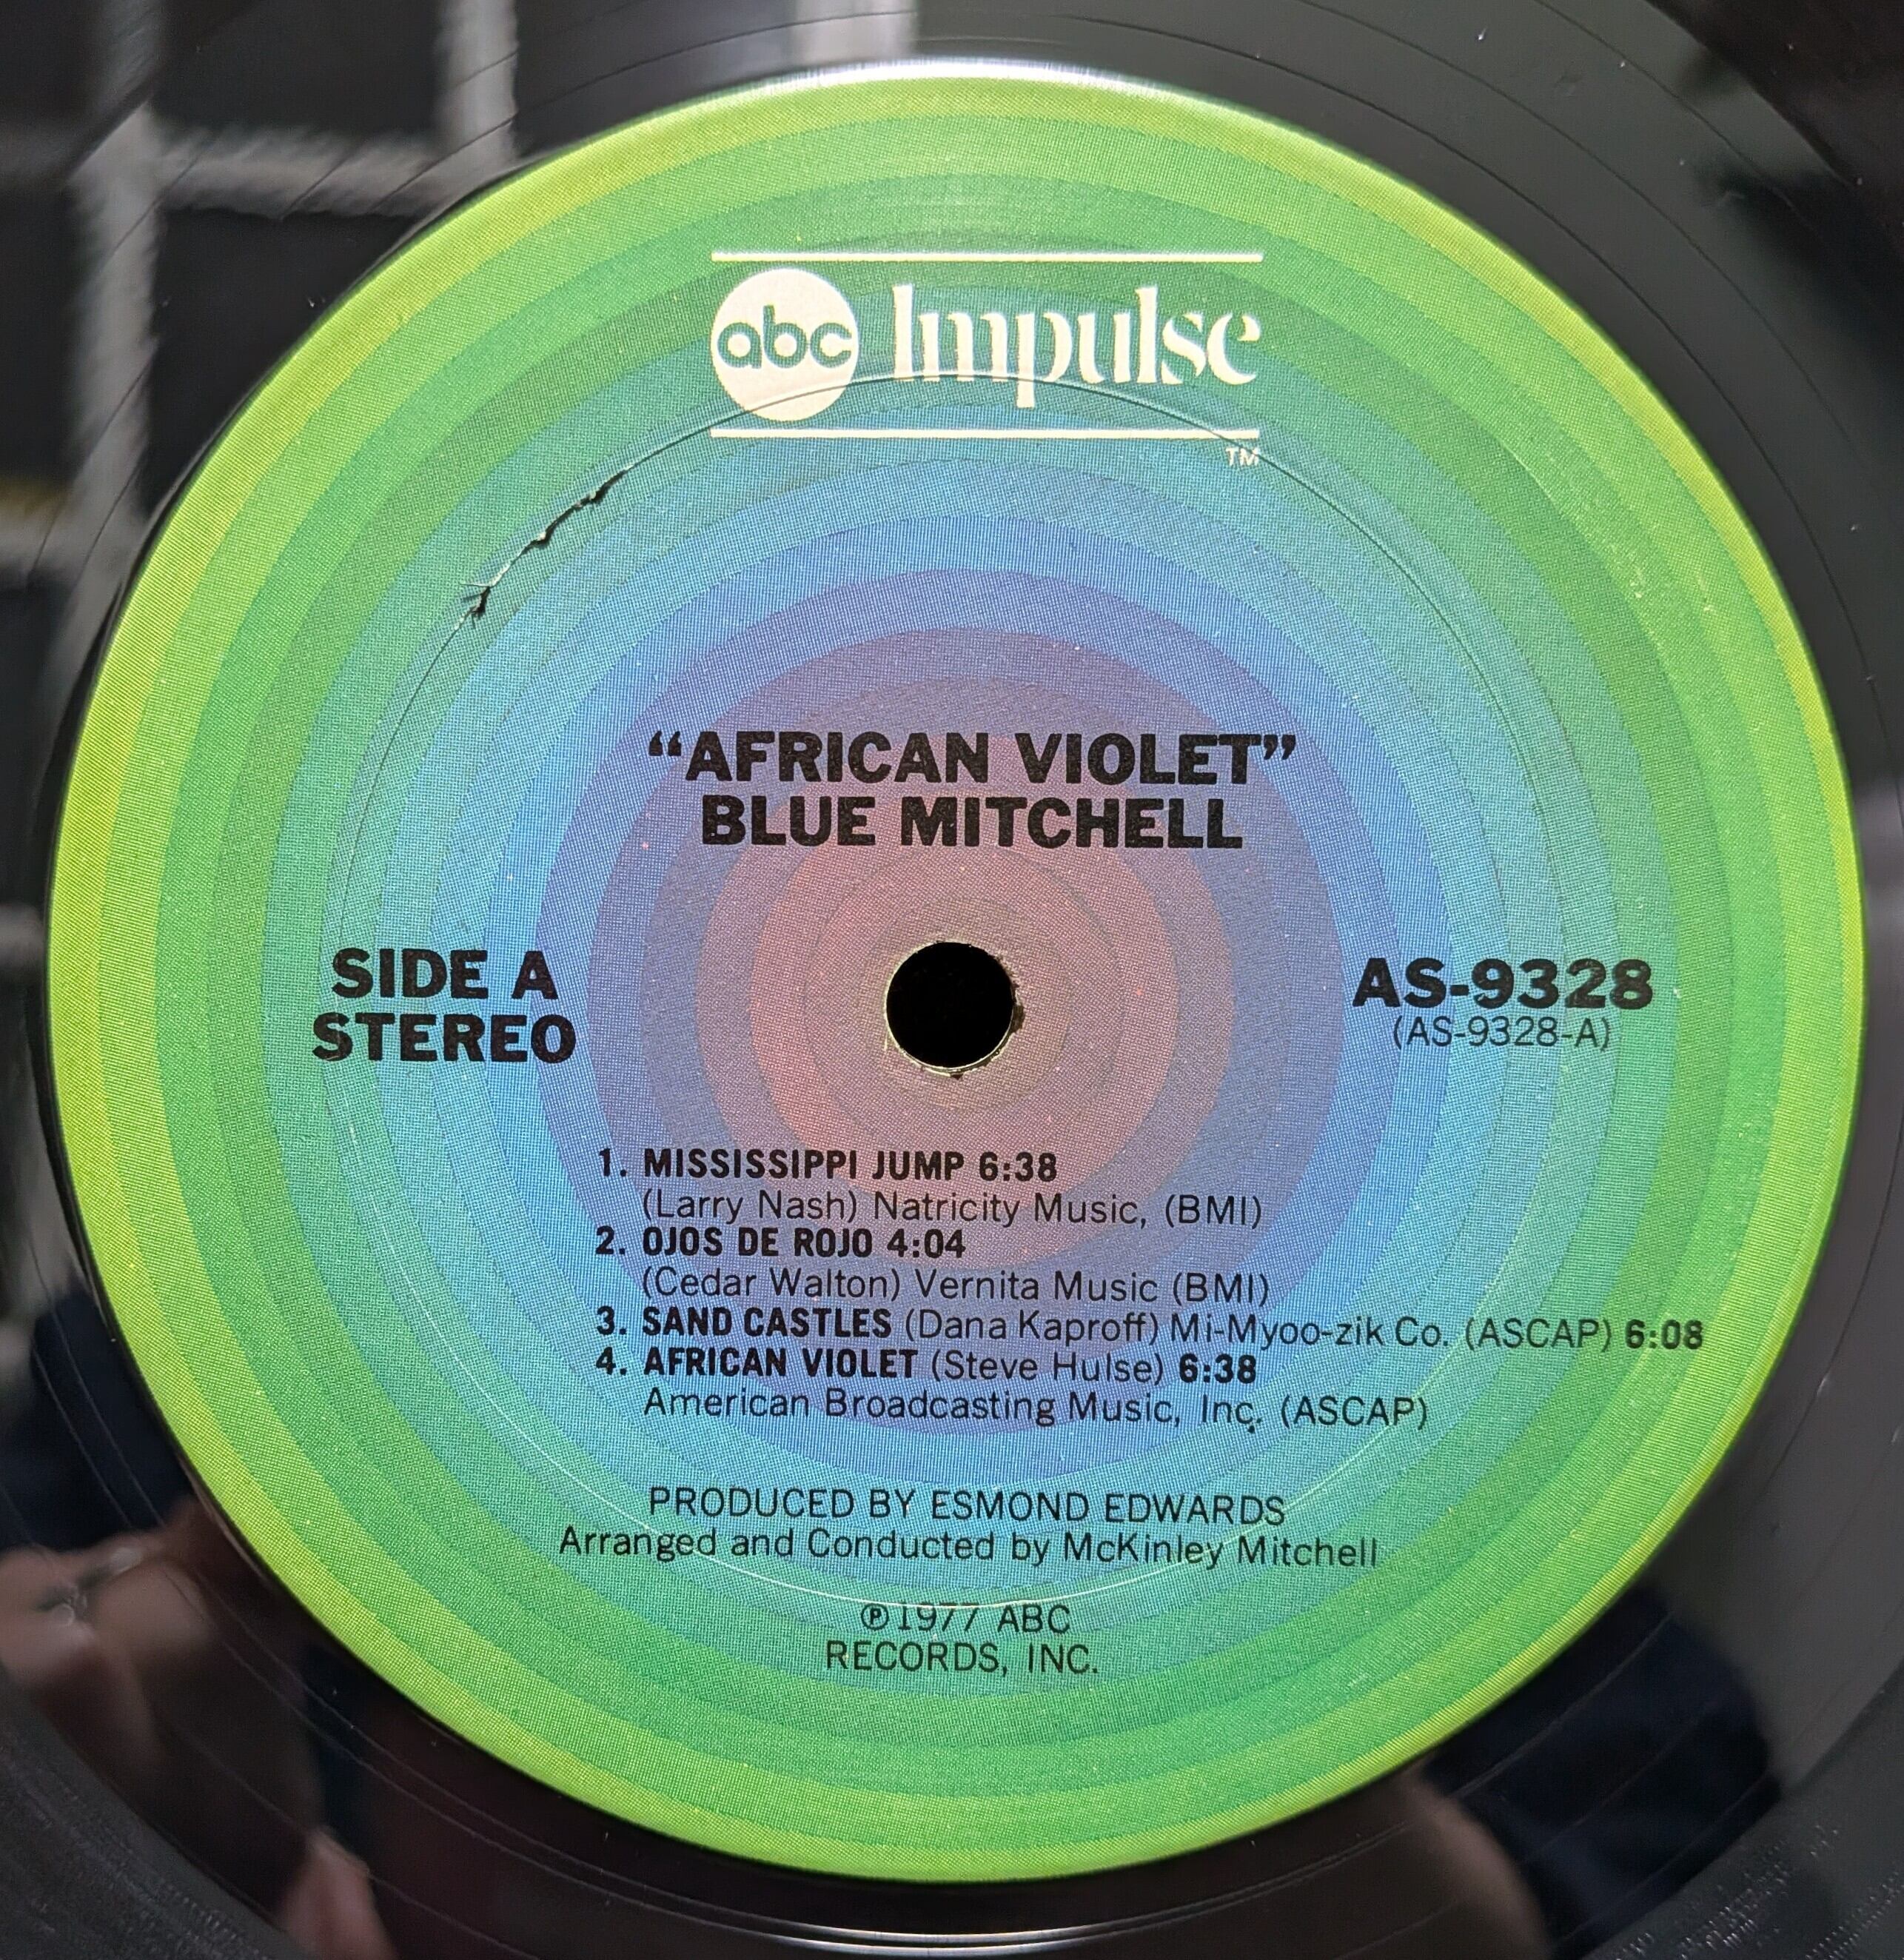 abc Impulse
TM
“AFRICAN VIOLET”
BLUE MITCHELL
SIDE A
STEREO
AS-9328
(AS-9328-A)
1. MISSISSIPPI JUMP 6:38
(Larry Nash) Natricity Music, (BMI)
2. OJOS DE ROJO 4:04
(Cedar Walton) Vernita Music (BMI)
3. SAND CASTLES (Dana Kaproff) Mi-Myoo-zik Co. (ASCAP) 6:08
4. AFRICAN VIOLET (Steve Hulse) 6:38
American Broadcasting Music, Inc. (ASCAP)
PRODUCED BY ESMOND EDWARDS
Arranged and Conducted by McKinley Mitchell
℗1977 ABC
RECORDS, INC.